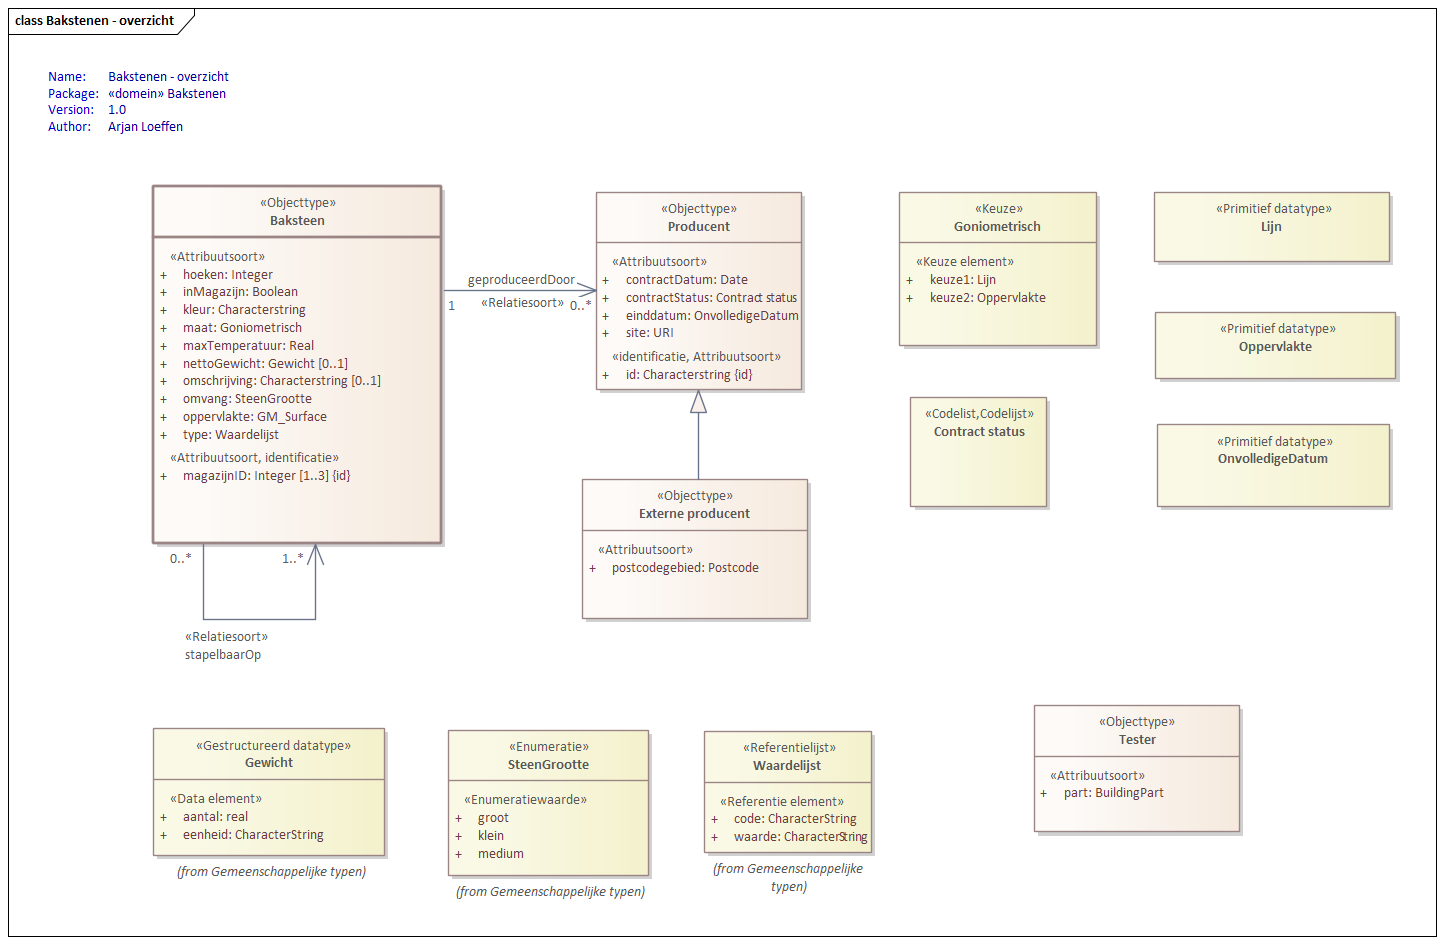 class Bakstenen - overzicht
Name: Bakstenen - overzicht
Package: «domein» Bakstenen
Version: 1.0
Author: Arjan Loeffen
«Objecttype»
Baksteen
«Attribuutsoort»
+ hoeken: Integer
+ inMagazijn: Boolean
+ kleur: Characterstring
+ maat: Goniometrisch
+ maxTemperatuur: Real
+ nettoGewicht: Gewicht [0..1]
+ omschrijving: Characterstring [0..1]
+ omvang: SteenGrootte
+ oppervlakte: GM_Surface
+ type: Waardelijst
«Attribuutsoort, identificatie»
+ magazijnID: Integer [1..3] {id}
geproduceerdDoor
1 «Relatiesoort» 0..*
«Objecttype»
Producent
«Attribuutsoort»
+ contractDatum: Date
+ contractStatus: Contract status
+ einddatum: OnvolledigeDatum
+ site: URI
«identificatie, Attribuutsoort»
+ id: Characterstring {id}
«Keuze»
Goniometrisch
«Keuze element»
+ keuze1: Lijn
+ keuze2: Oppervlakte
«Primitief datatype»
Lijn
«Primitief datatype»
Oppervlakte
«Codelist,Codelijst»
Contract status
«Primitief datatype»
OnvolledigeDatum
«Objecttype»
Externe producent
«Attribuutsoort»
+ postcodegebied: Postcode
0..* 1..*
«Relatiesoort»
stapelbaarOp
«Gestructureerd datatype»
Gewicht
«Data element»
+ aantal: real
+ eenheid: CharacterString
(from Gemeenschappelijke typen)
«Enumeratie»
SteenGrootte
«Enumeratiewaarde»
+ groot
+ klein
+ medium
(from Gemeenschappelijke typen)
«Referentielijst»
Waardelijst
«Referentie element»
+ code: CharacterString
+ waarde: CharacterString
(from Gemeenschappelijke
typen)
«Objecttype»
Tester
«Attribuutsoort»
+ part: BuildingPart